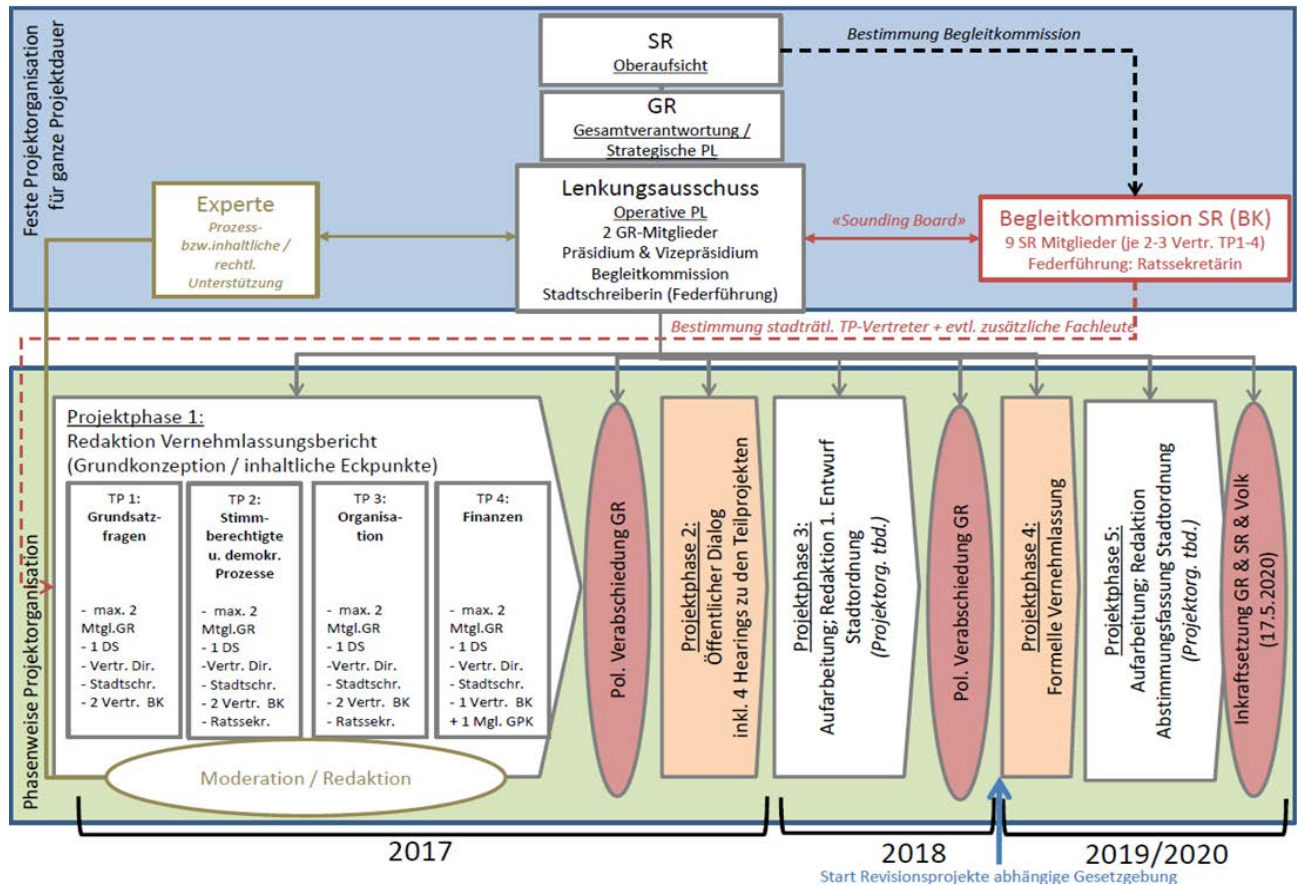 Feste Projektorganisation
für ganze Projektdauer
SR
Oberaufsicht
Bestimmung Begleitkommission
GR
Gesamtverantwortung /
Strategische PL
Lenkungsausschuss
Operative PL
2 GR-Mitglieder
Präsidium & Vizepräsidium
Begleitkommission
Stadtschreiberin (Federführung)
Experte
Prozess-
bzw.inhaltliche /
rechtl.
Unterstützung
«Sounding Board»
Begleitkommission SR (BK)
9 SR Mitglieder (je 2-3 Vertr. TP1-4)
Federführung: Ratssekretärin
Bestimmung stadträtl. TP-Vertreter + evtl. zusätzliche Fachleute
Phasenweise Projektorganisation
Projektphase 1:
Redaktion Vernehmlassungsbericht
(Grundkonzeption / inhaltliche Eckpunkte)
TP 1:
Grundsatz-
fragen
- max. 2
Mtgl.GR
- 1 DS
- Vertr. Dir.
- Stadtschr.
- 2 Vertr. BK
TP 2:
Stimm-
berechtigte
u. demokr.
Prozesse
- max. 2
Mtgl.GR
- 1 DS
-Vertr. Dir.
- Stadtschr.
- 2 Vertr. BK
- Ratssekr.
TP 3:
Organisa-
tion
- max. 2
Mtgl.GR
- 1 DS
-Vertr. Dir.
- Stadtschr.
- 2 Vertr. BK
- Ratssekr.
TP 4:
Finanzen
- max. 2
Mtgl.GR
- 1 DS
- Vertr. Dir.
- Stadtschr.
- 1 Vertr. BK
+ 1 Mgl. GPK
Moderation / Redaktion
Pol. Verabschiedung GR
Projektphase 2:
Öffentlicher Dialog
inkl. 4 Hearings zu den Teilprojekten
Projektphase 3:
Aufarbeitung; Redaktion 1. Entwurf
Stadtordnung
(Projektorg. tbd.)
Pol. Verabschiedung GR
Projektphase 4:
Formelle Vernehmlassung
Projektphase 5:
Aufarbeitung; Redaktion
Abstimmungsfassung Stadtordnung
(Projektorg. tbd.)
Inkraftsetzung GR & SR & Volk
(17.5.2020)
2017
2018
2019/2020
Start Revisionsprojekte abhängige Gesetzgebung